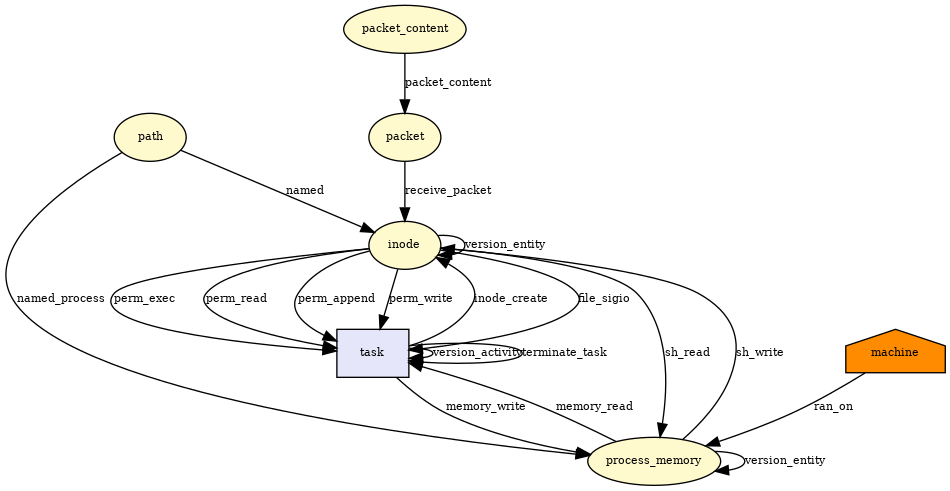 packet_content
packet_content
path
packet
named
receive_packet
inode
version_entity
named_process
perm_exec
perm_read
perm_append
perm_write
inode_create
file_sigio
task
version_activity
terminate_task
sh_read
sh_write
machine
memory_write
memory_read
ran_on
process_memory
version_entity